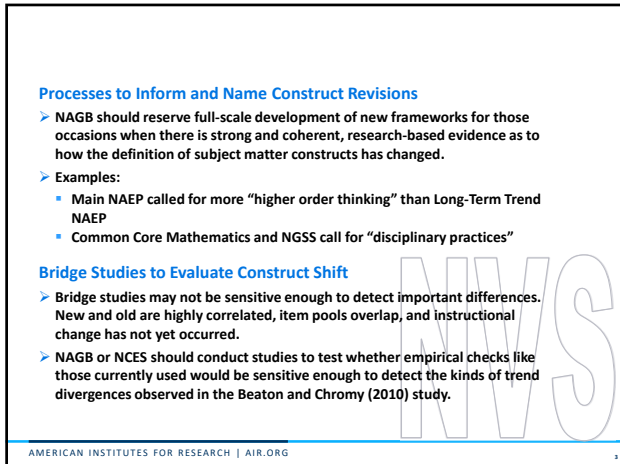 Processes to Inform and Name Construct Revisions
➢ NAGB should reserve full-scale development of new frameworks for those
occasions when there is strong and coherent, research-based evidence as to
how the definition of subject matter constructs has changed.
➢ Examples:
▪ Main NAEP called for more “higher order thinking” than Long-Term Trend
NAEP
▪ Common Core Mathematics and NGSS call for “disciplinary practices”
Bridge Studies to Evaluate Construct Shift
➢ Bridge studies may not be sensitive enough to detect important differences.
New and old are highly correlated, item pools overlap, and instructional
change has not yet occurred.
➢ NAGB or NCES should conduct studies to test whether empirical checks like
those currently used would be sensitive enough to detect the kinds of trend
divergences observed in the Beaton and Chromy (2010) study.
NVS
AMERICAN INSTITUTES FOR RESEARCH | AIR.ORG
3